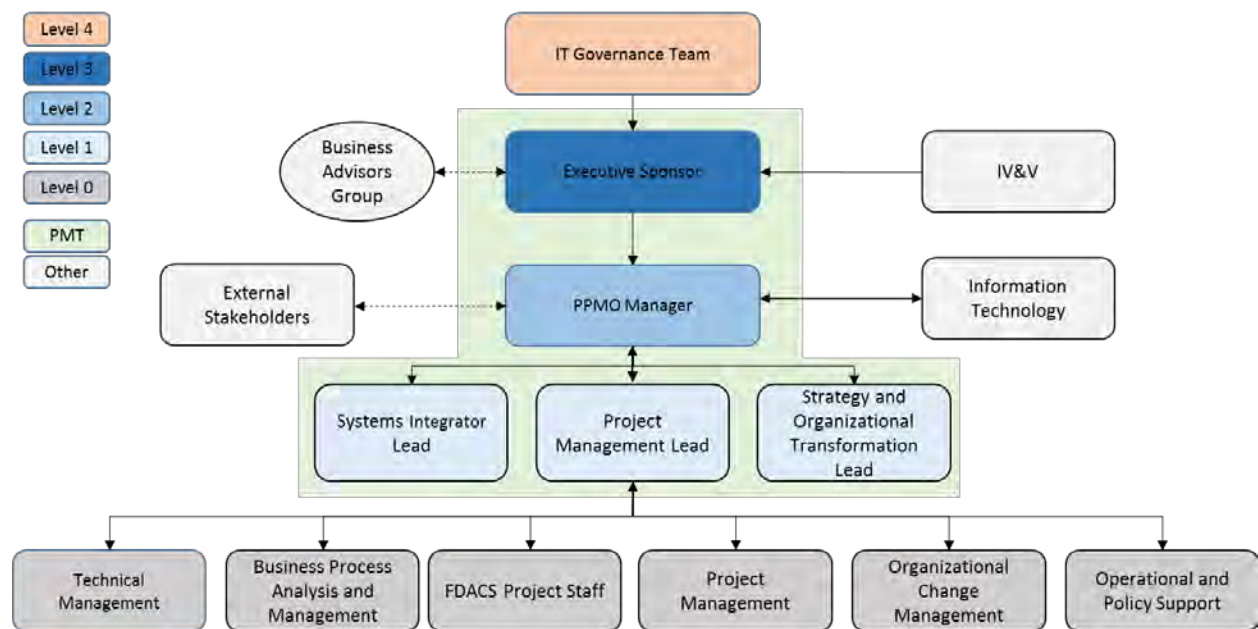 Level 4
Level 3
Level 2
Level 1
Level 0
PMT
Other
IT Governance Team
Business
Advisors
Group
Executive Sponsor
IV&V
External
Stakeholders
PPMO Manager
Information
Technology
Systems Integrator
Lead
Project
Management Lead
Strategy and
Organizational
Transformation
Lead
Technical
Management
Business Process
Analysis and
Management
FDACS Project Staff
Project
Management
Organizational
Change
Management
Operational and
Policy Support